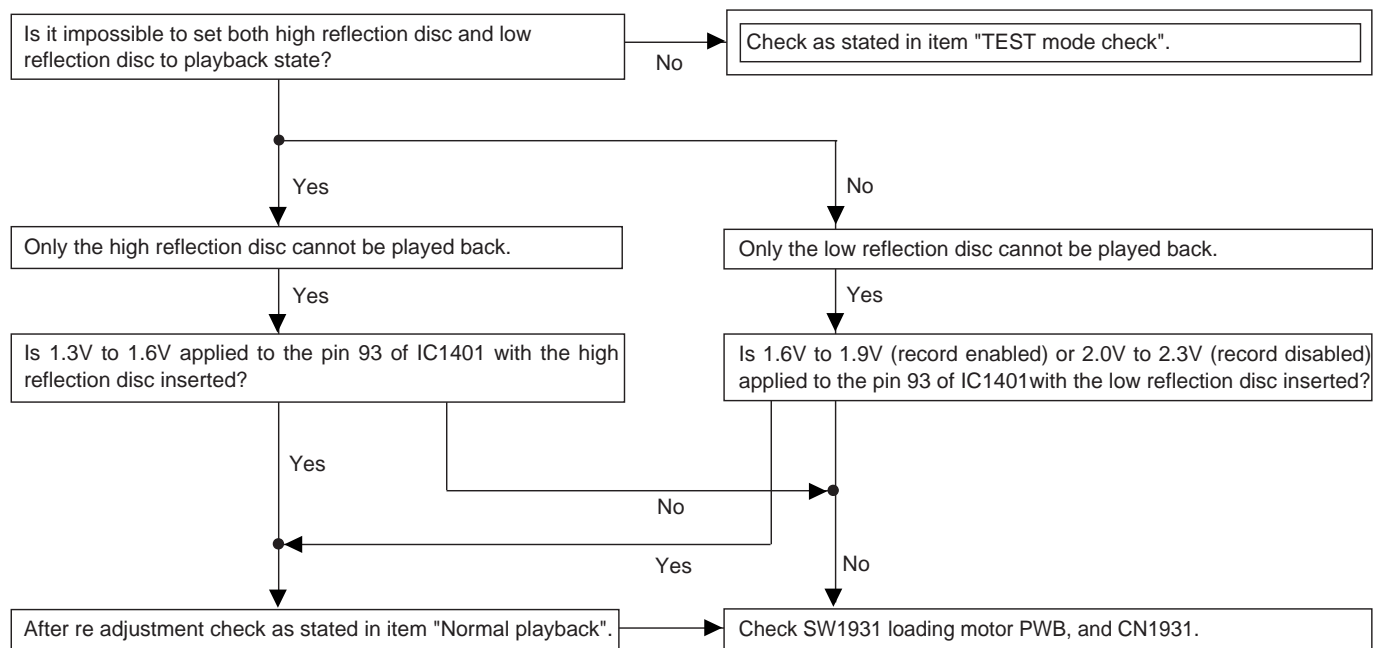 Is it impossible to set both high reflection disc and low
reflection disc to playback state?
No
Check as stated in item "TEST mode check".
Yes
No
Only the high reflection disc cannot be played back.
Only the low reflection disc cannot be played back.
Yes
Yes
Is 1.3V to 1.6V applied to the pin 93 of IC1401 with the high
reflection disc inserted?
Is 1.6V to 1.9V (record enabled) or 2.0V to 2.3V (record disabled)
applied to the pin 93 of IC1401with the low reflection disc inserted?
Yes
No
Yes
No
After re adjustment check as stated in item "Normal playback".
Check SW1931 loading motor PWB, and CN1931.